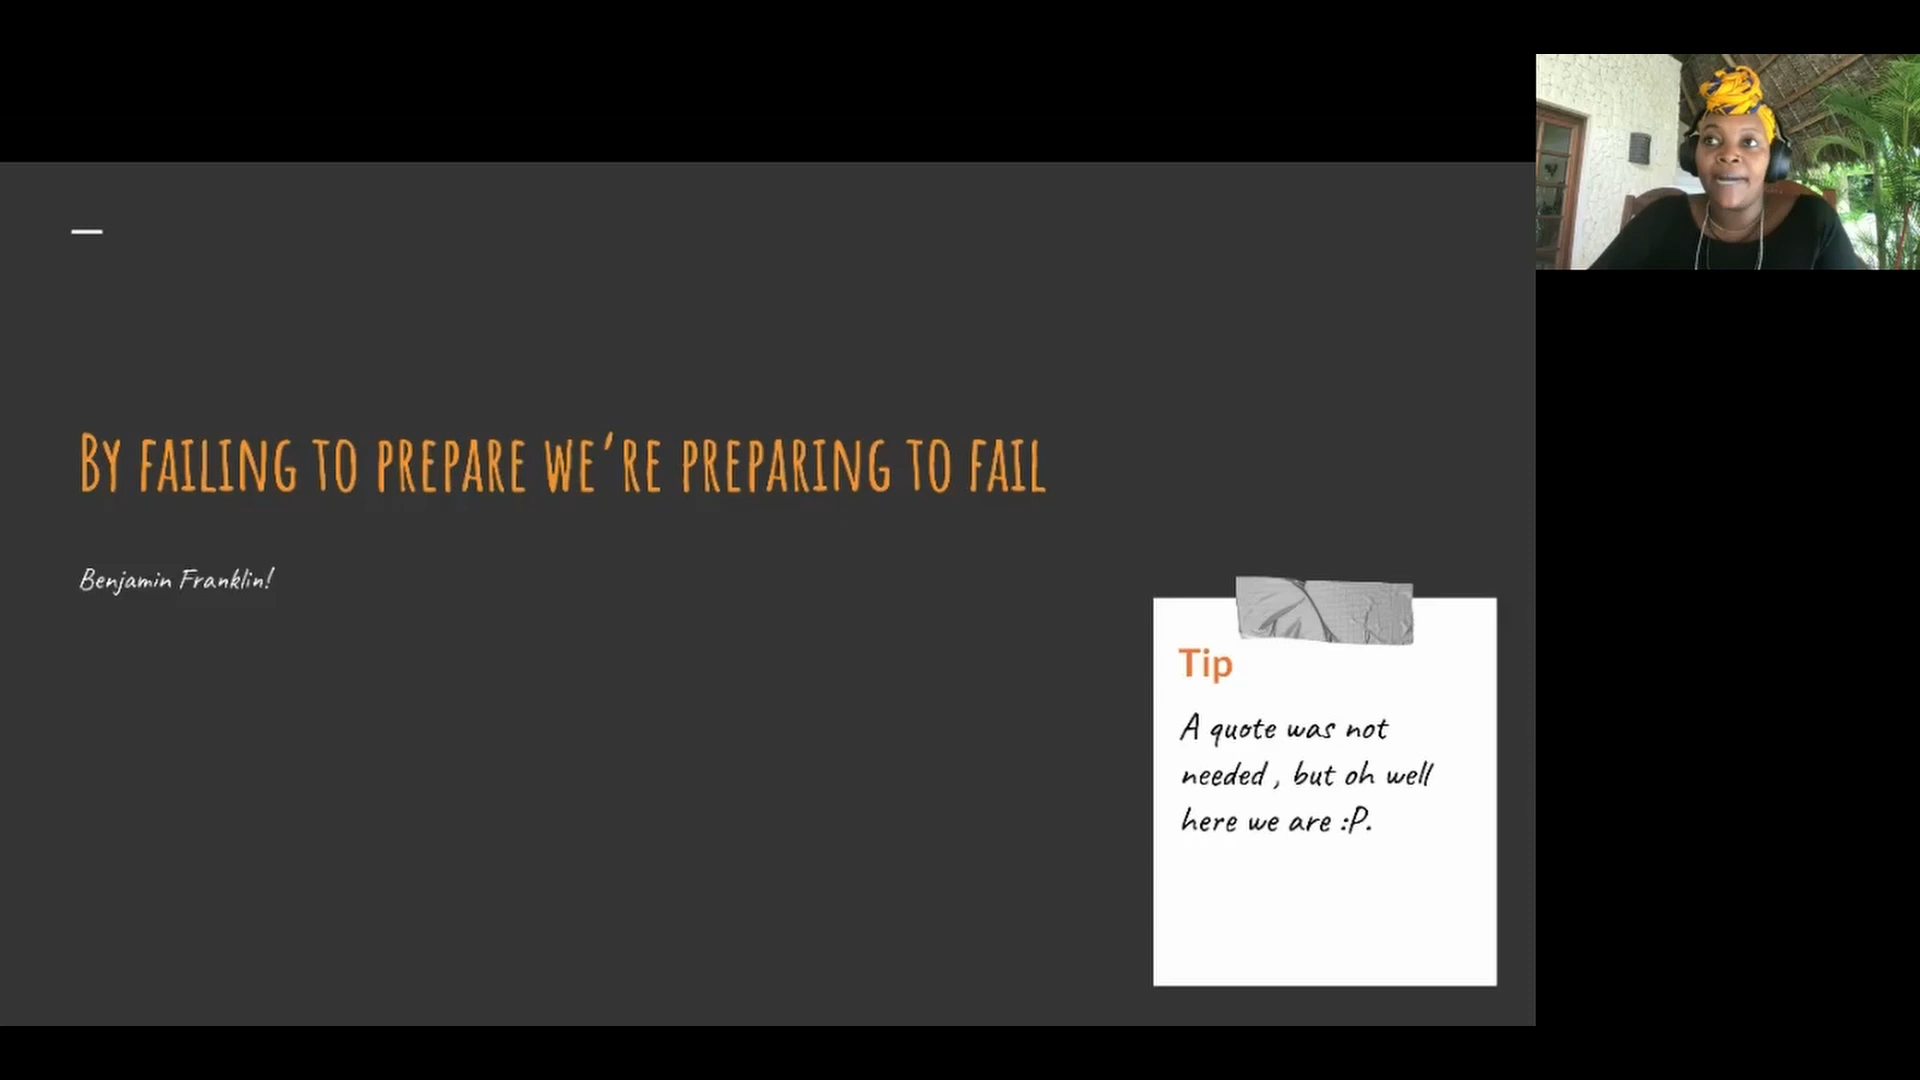 By failing to prepare we’re preparing to fail
Benjamin Franklin!
Tip
A quote was not
needed , but oh well
here we are :P.